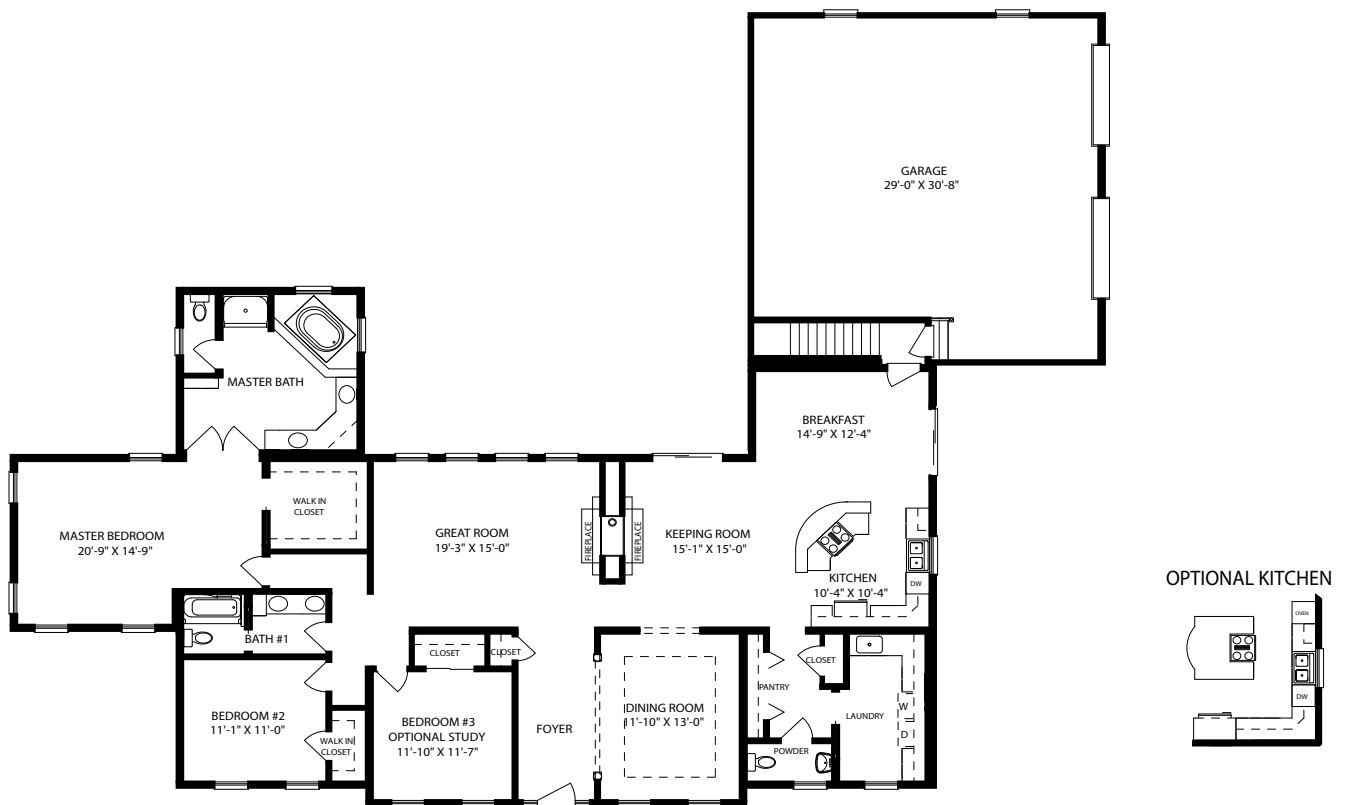 GARAGE
29'-0" X 30'-8"
MASTER BATH
BREAKFAST
14'-9" X 12'-4"
WALK IN
CLOSET
MASTER BEDROOM
20'-9" X 14'-9"
GREAT ROOM
19'-3" X 15'-0"
FIREPLACE
FIREPLACE
KEEPING ROOM
15'-1" X 15'-0"
KITCHEN
10'-4" X 10'-4"
DW
OPTIONAL KITCHEN
OVEN
DW
BATH #1
CLOSET
CLOSET
CLOSET
PANTRY
BEDROOM #2
11'-1" X 11'-0"
WALK IN
CLOSET
BEDROOM #3
OPTIONAL STUDY
11'-10" X 11'-7"
FOYER
DINING ROOM
11'-10" X 13'-0"
LAUNDRY
W
D
POWDER